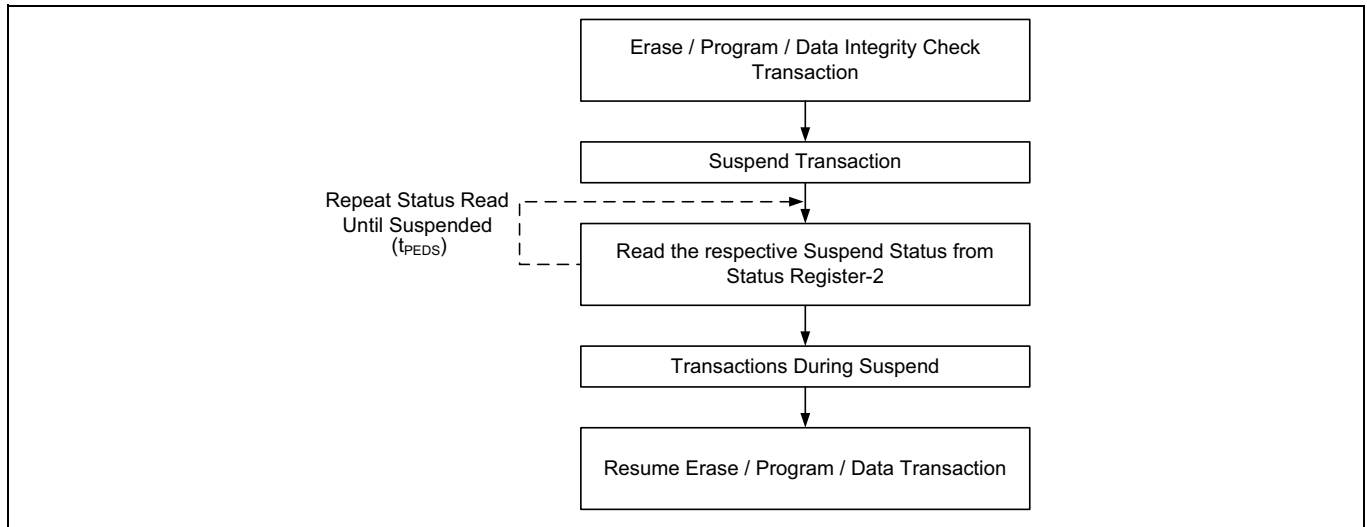 Erase / Program / Data Integrity Check
Transaction
Suspend Transaction
Repeat Status Read
Until Suspended
(tPEDS)
Read the respective Suspend Status from
Status Register-2
Transactions During Suspend
Resume Erase / Program / Data Transaction